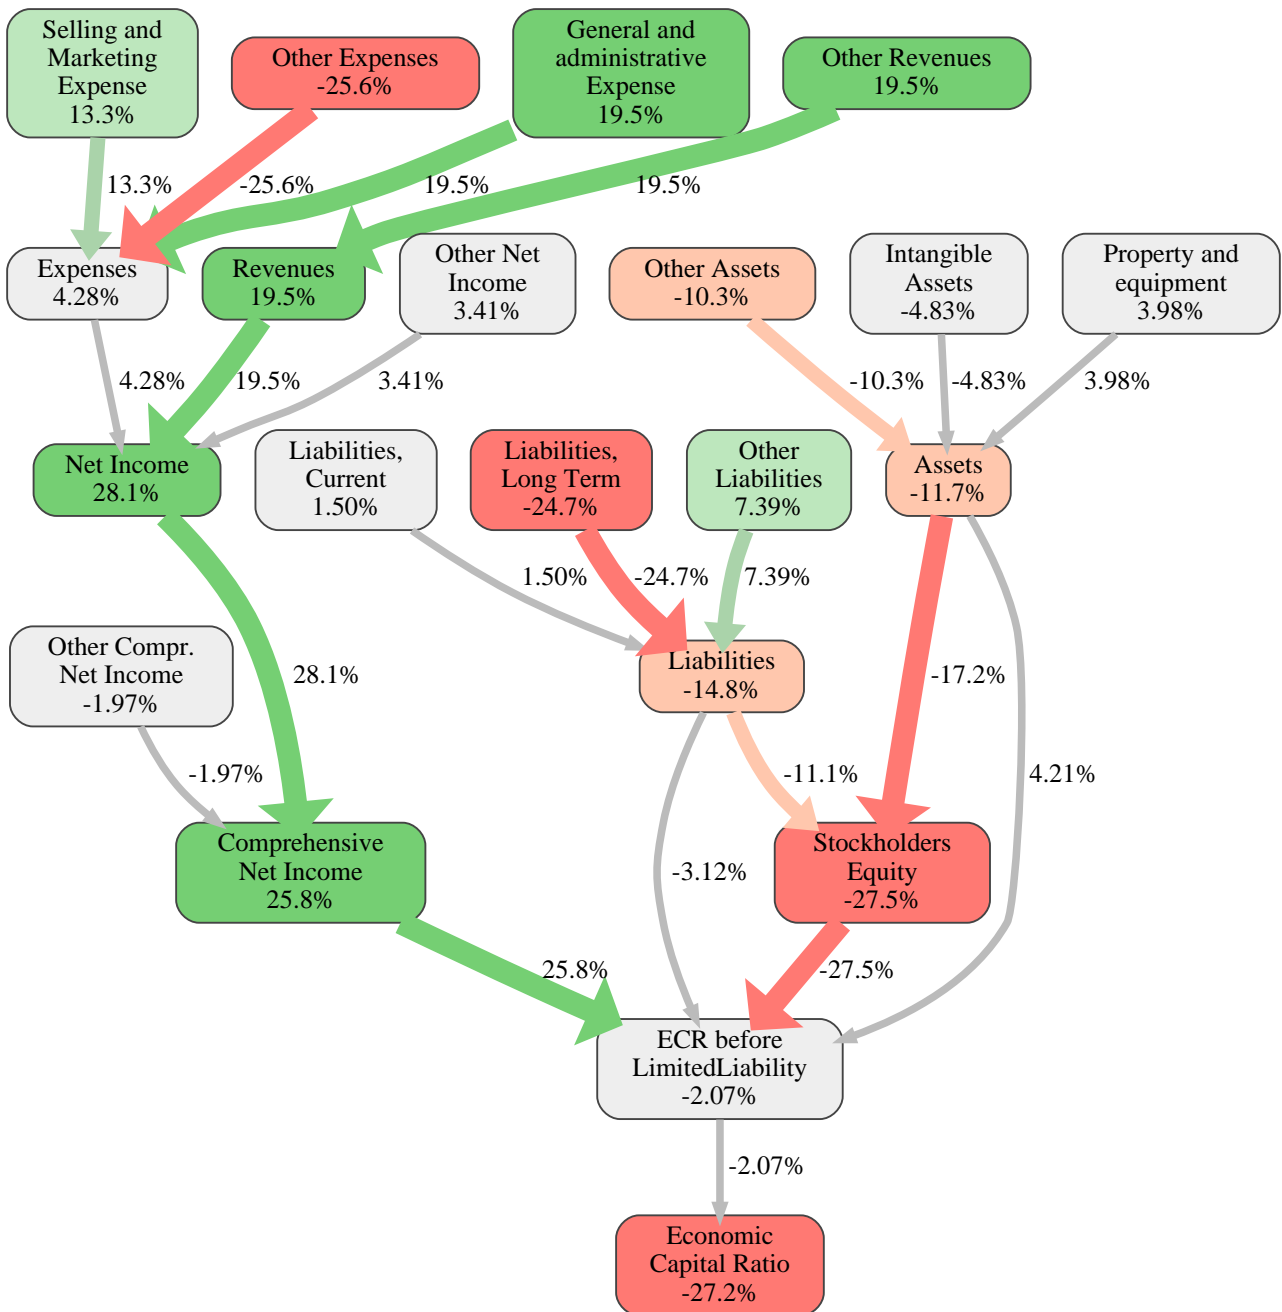 Selling and
Marketing
Expense
13.3%
Other Expenses
-25.6%
General and
administrative
Expense
19.5%
Other Revenues
19.5%
13.3%
-25.6%
19.5%
19.5%
Expenses
4.28%
Revenues
19.5%
Other Net
Income
3.41%
Other Assets
-10.3%
Intangible
Assets
-4.83%
Property and
equipment
3.98%
4.28%
19.5%
3.41%
-10.3%
-4.83%
3.98%
Net Income
28.1%
Liabilities,
Current
1.50%
Liabilities,
Long Term
-24.7%
Other
Liabilities
7.39%
Assets
-11.7%
1.50%
-24.7%
7.39%
Other Compr.
Net Income
-1.97%
28.1%
Liabilities
-14.8%
-17.2%
-1.97%
-11.1%
4.21%
Comprehensive
Net Income
25.8%
-3.12%
Stockholders
Equity
-27.5%
25.8%
-27.5%
ECR before
LimitedLiability
-2.07%
-2.07%
Economic
Capital Ratio
-27.2%